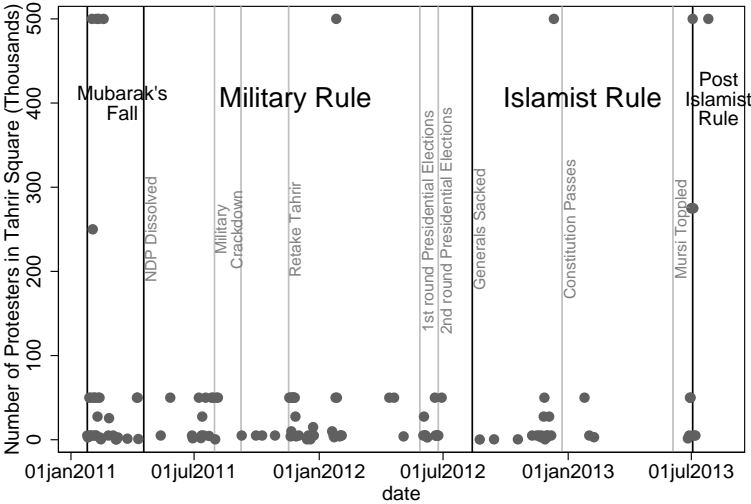 Number of Protesters in Tahrir Square (Thousands)
500
400
300
200
100
0
Mubarak's
Fall
Military Rule
Islamist Rule
Post
Islamist
Rule
NDP Dissolved
Military
Crackdown
Retake Tahrir
1st round Presidential Elections
2nd round Presidential Elections
Generals Sacked
Constitution Passes
Mursi Toppled
01jan2011
01jul2011
01jan2012
01jul2012
01jan2013
01jul2013
date